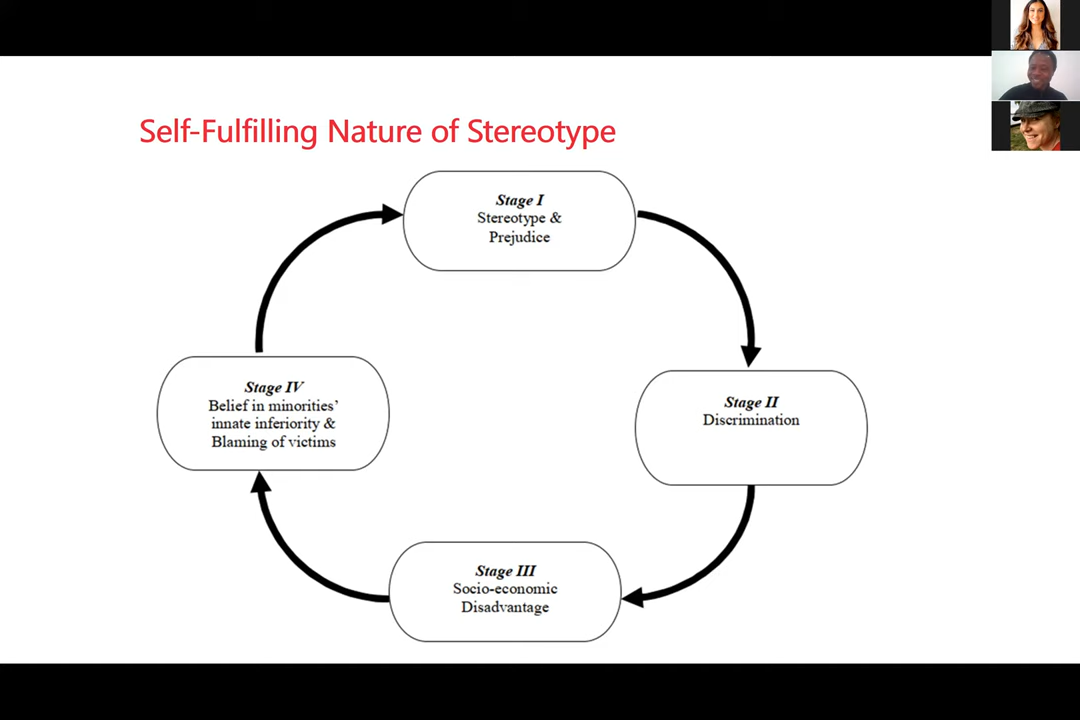 Self-Fulfilling Nature of Stereotype
Stage I
Stereotype &
Prejudice
Stage II
Discrimination
Stage III
Socio-economic
Disadvantage
Stage IV
Belief in minorities’
innate inferiority &
Blaming of victims